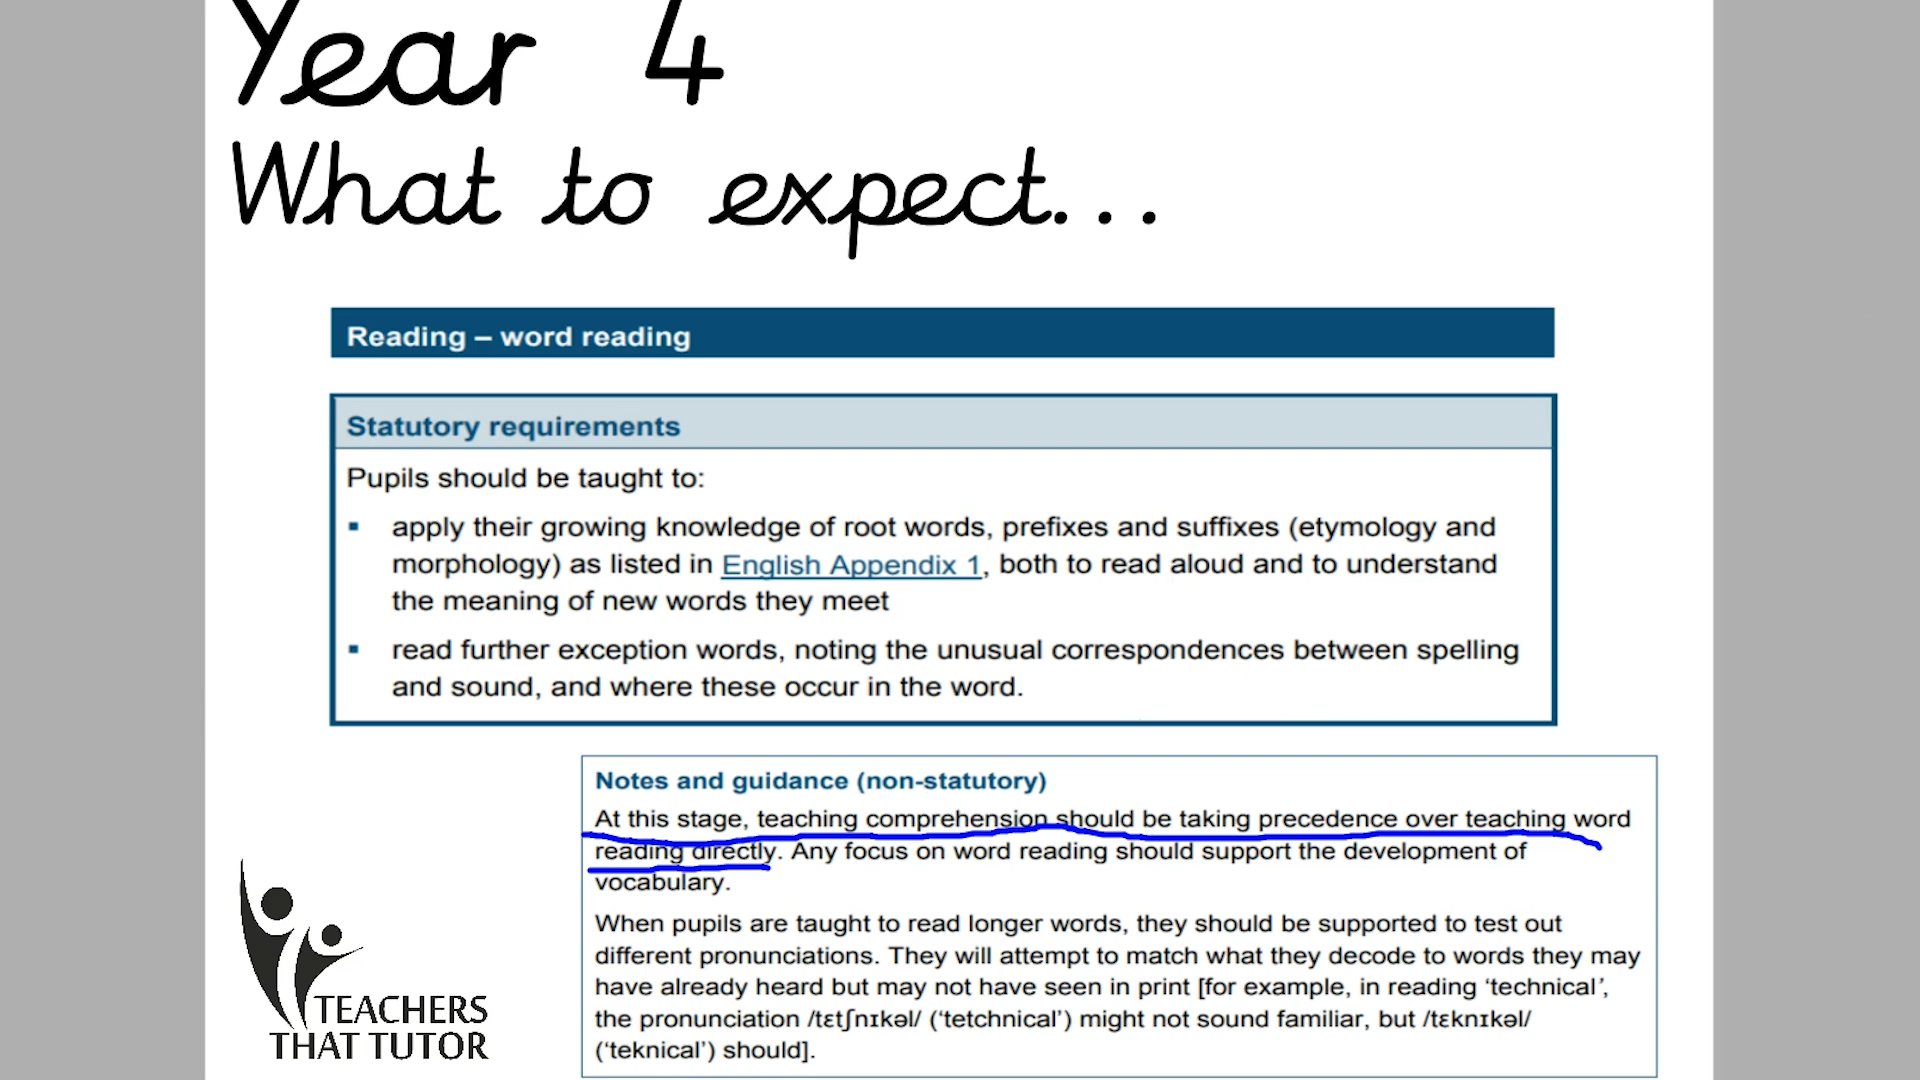 Year 4
What to expect...
Reading – word reading
Statutory requirements
Pupils should be taught to:
▪ apply their growing knowledge of root words, prefixes and suffixes (etymology and
morphology) as listed in English Appendix 1, both to read aloud and to understand
the meaning of new words they meet
▪ read further exception words, noting the unusual correspondences between spelling
and sound, and where these occur in the word.
Notes and guidance (non-statutory)
At this stage, teaching comprehension should be taking precedence over teaching word
reading directly. Any focus on word reading should support the development of
vocabulary.
When pupils are taught to read longer words, they should be supported to test out
different pronunciations. They will attempt to match what they decode to words they may
have already heard but may not have seen in print [for example, in reading ‘technical’,
the pronunciation /tɛtʃnɪkəl/ (‘tetchnical’) might not sound familiar, but /tɛknɪkəl/
(‘teknical’) should].
TEACHERS
THAT TUTOR